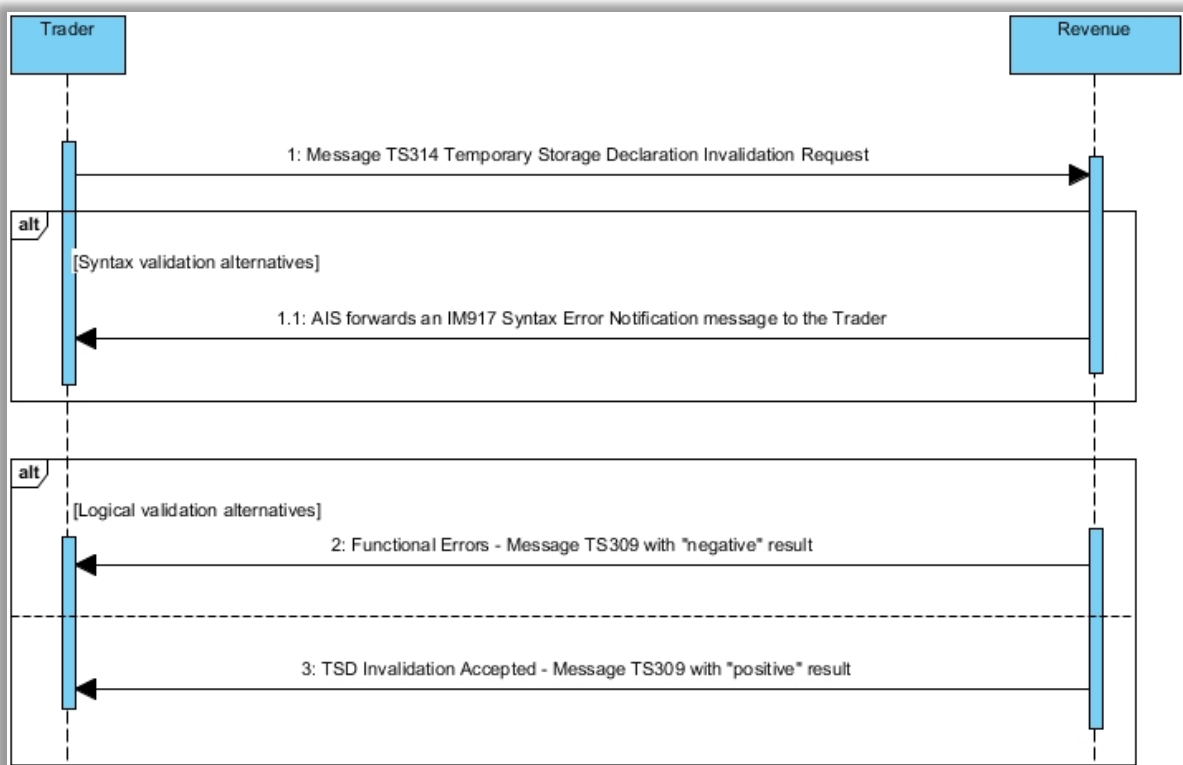 Trader
Revenue
1: Message TS314 Temporary Storage Declaration Invalidation Request
alt
[Syntax validation alternatives]
1.1: AIS forwards an IM917 Syntax Error Notification message to the Trader
alt
[Logical validation alternatives]
2: Functional Errors - Message TS309 with "negative" result
3: TSD Invalidation Accepted - Message TS309 with "positive" result